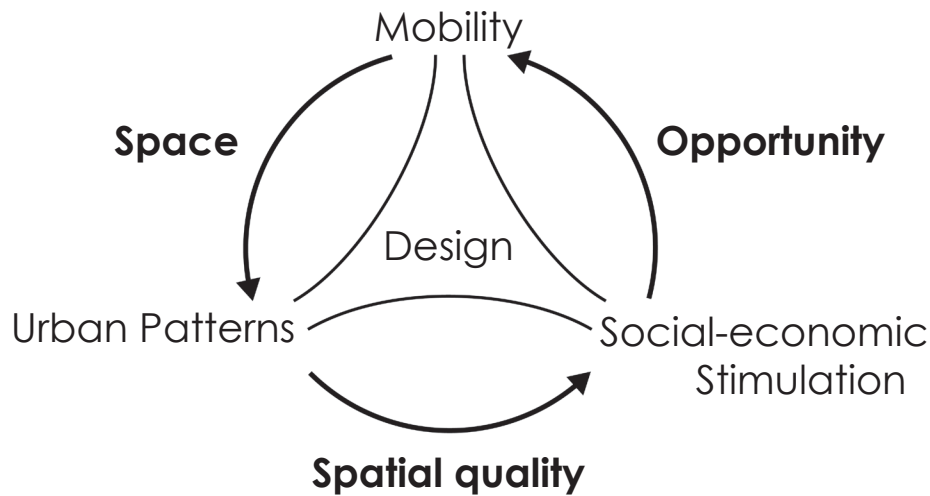 Mobility
Space
Opportunity
Design
Urban Patterns
Social-economic
Stimulation
Spatial quality